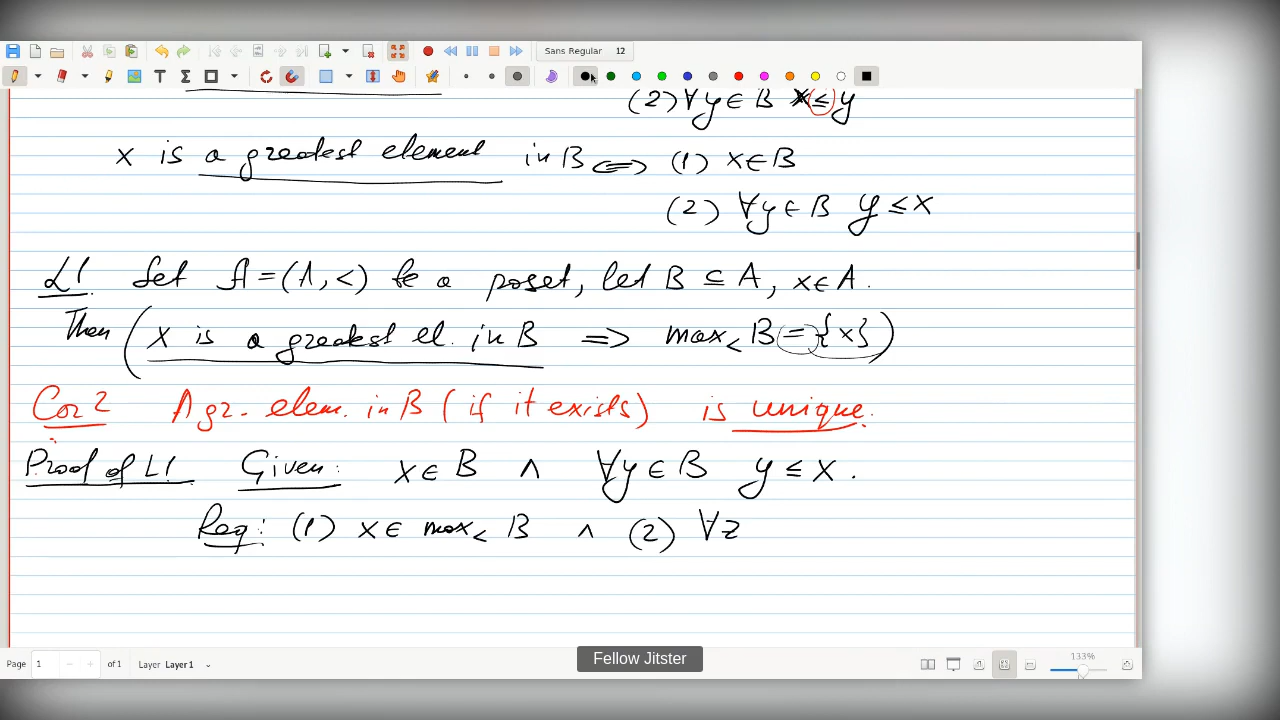 Sans Regular 12
(2) ∀y ∈ B x ≤ y
x is a greatest element in B ⟺ (1) x ∈ B
(2) ∀y ∈ B y ≤ x
L1. Let A = (A, <) be a poset, let B ⊆ A, x ∈ A.
Then (x is a greatest el. in B ⟹ max< B = {x})
Cor 2 A gr. elem. in B (if it exists) is unique.
Proof of L1 Given: x ∈ B ∧ ∀y ∈ B y ≤ x.
Req: (1) x ∈ max< B ∧ (2) ∀z
Fellow Jitster
Page 1 of 1 Layer Layer 1 133%